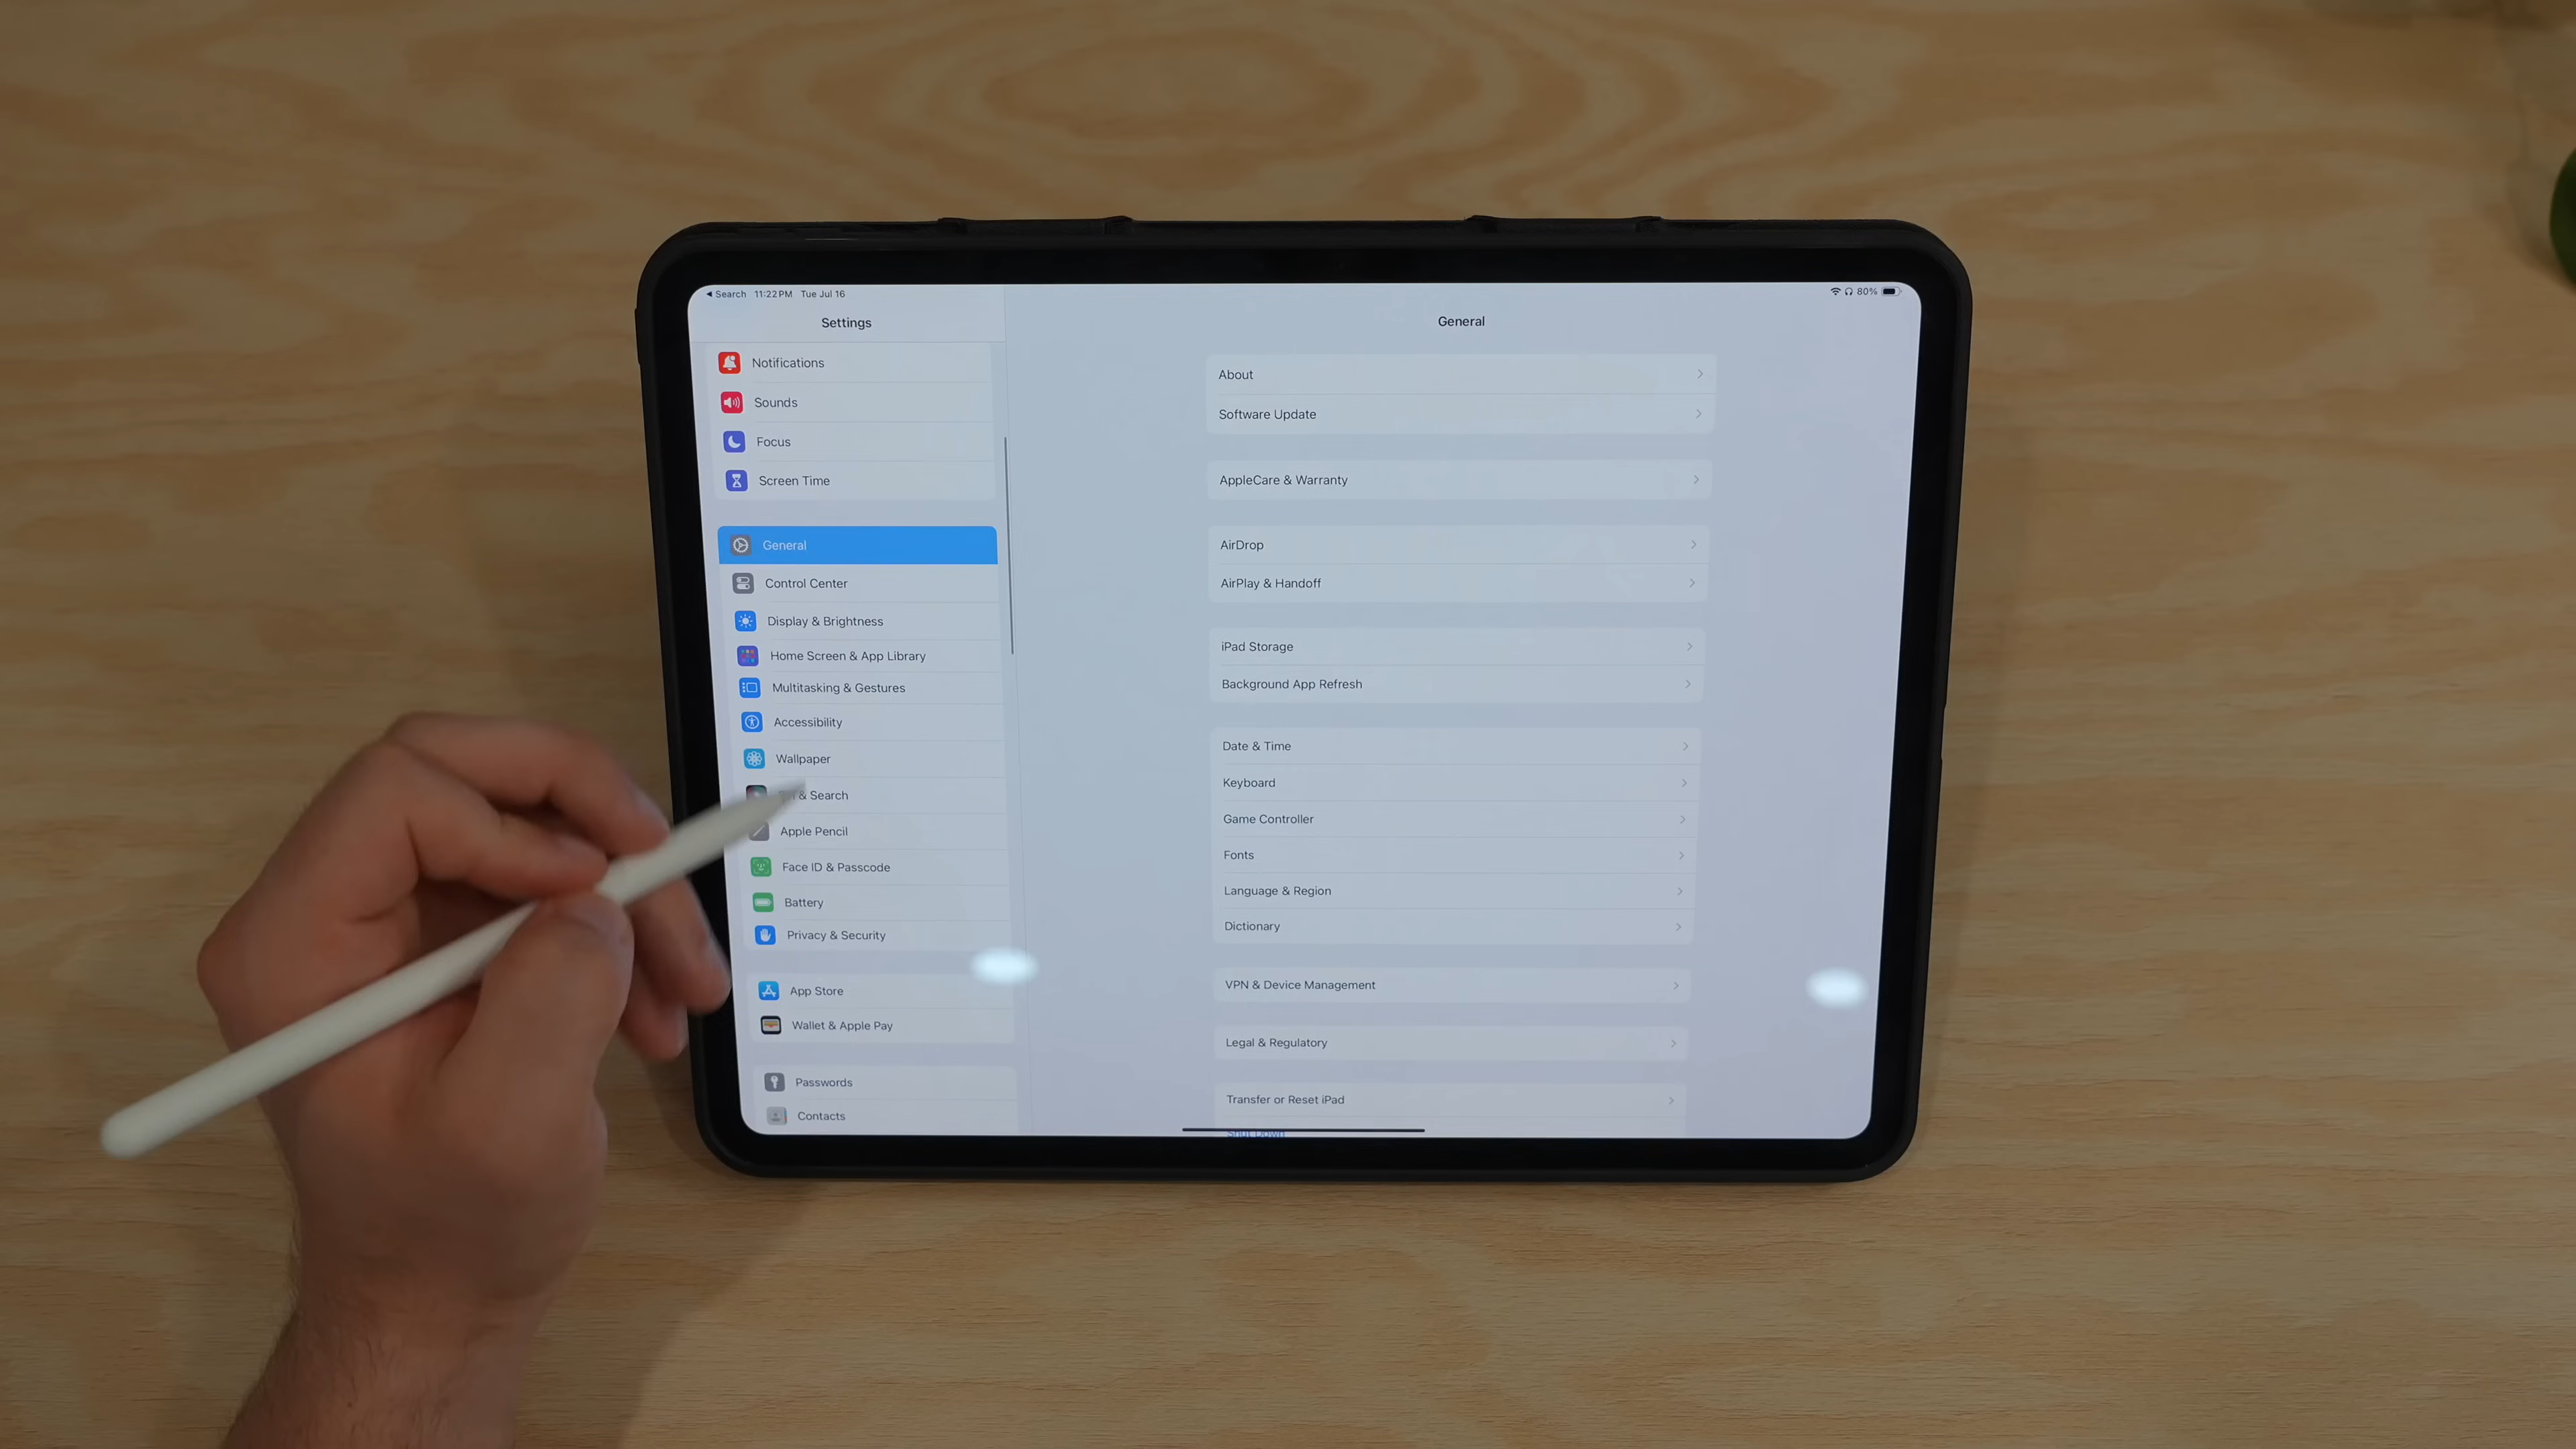 ◀ Search 11:22 PM Tue Jul 16
80%
Settings
Notifications
Sounds
Focus
Screen Time
General
Control Center
Display & Brightness
Home Screen & App Library
Multitasking & Gestures
Accessibility
Wallpaper
& Search
Apple Pencil
Face ID & Passcode
Battery
Privacy & Security
App Store
Wallet & Apple Pay
Passwords
Contacts
General
About
Software Update
AppleCare & Warranty
AirDrop
AirPlay & Handoff
iPad Storage
Background App Refresh
Date & Time
Keyboard
Game Controller
Fonts
Language & Region
Dictionary
VPN & Device Management
Legal & Regulatory
Transfer or Reset iPad
Shut Down